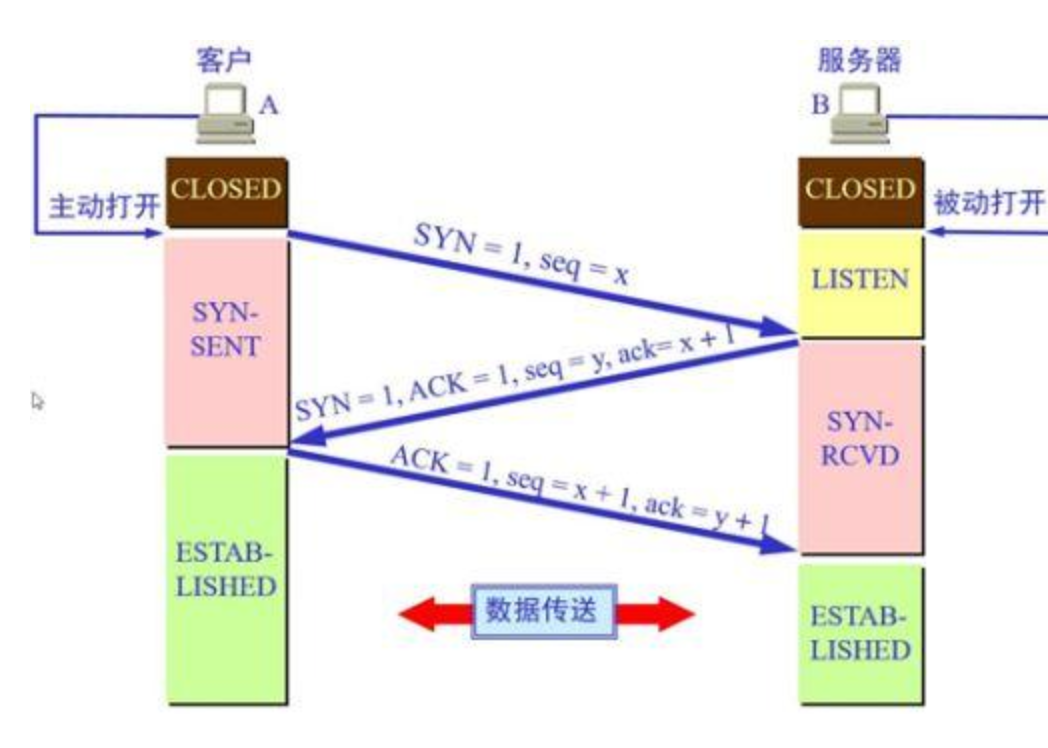 客户
服务器
A
B
CLOSED
CLOSED
主动打开
被动打开
SYN = 1, seq = x
LISTEN
SYN-
SENT
SYN = 1, ACK = 1, seq = y, ack= x + 1
SYN-
RCVD
ACK = 1, seq = x + 1, ack = y + 1
ESTAB-
LISHED
数据传送
ESTAB-
LISHED